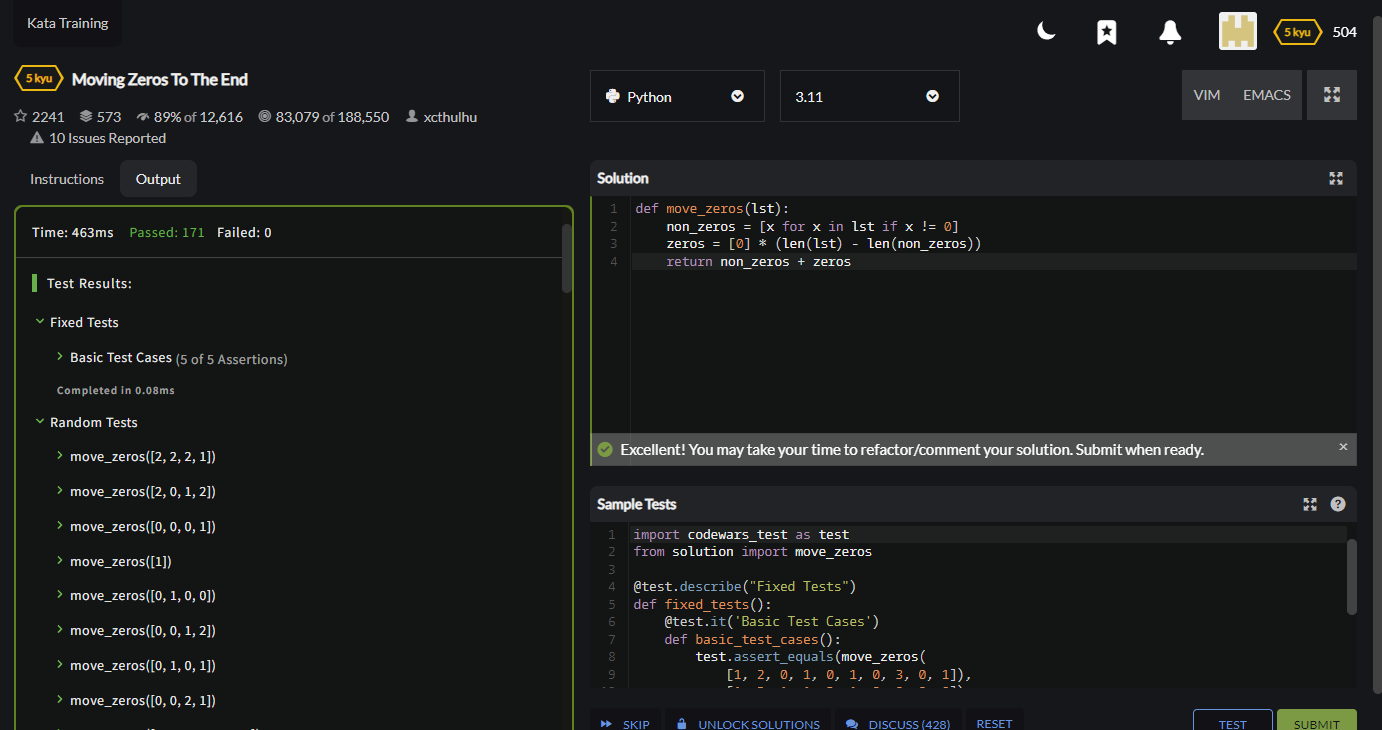 Kata Training
5 kyu 504
5 kyu Moving Zeros To The End
2241 573 89% of 12,616 83,079 of 188,550 xcthulhu
10 Issues Reported
Instructions Output
Time: 463ms Passed: 171 Failed: 0
Test Results:
Fixed Tests
Basic Test Cases (5 of 5 Assertions)
Completed in 0.08ms
Random Tests
move_zeros([2, 2, 2, 1])
move_zeros([2, 0, 1, 2])
move_zeros([0, 0, 0, 1])
move_zeros([1])
move_zeros([0, 1, 0, 0])
move_zeros([0, 0, 1, 2])
move_zeros([0, 1, 0, 1])
move_zeros([0, 0, 2, 1])
Python 3.11 VIM EMACS
Solution
1 def move_zeros(lst):
2     non_zeros = [x for x in lst if x != 0]
3     zeros = [0] * (len(lst) - len(non_zeros))
4     return non_zeros + zeros
Excellent! You may take your time to refactor/comment your solution. Submit when ready. ×
Sample Tests ?
1 import codewars_test as test
2 from solution import move_zeros
3
4 @test.describe("Fixed Tests")
5 def fixed_tests():
6     @test.it('Basic Test Cases')
7     def basic_test_cases():
8         test.assert_equals(move_zeros(
9             [1, 2, 0, 1, 0, 1, 0, 3, 0, 1]),
SKIP UNLOCK SOLUTIONS DISCUSS (428) RESET TEST SUBMIT